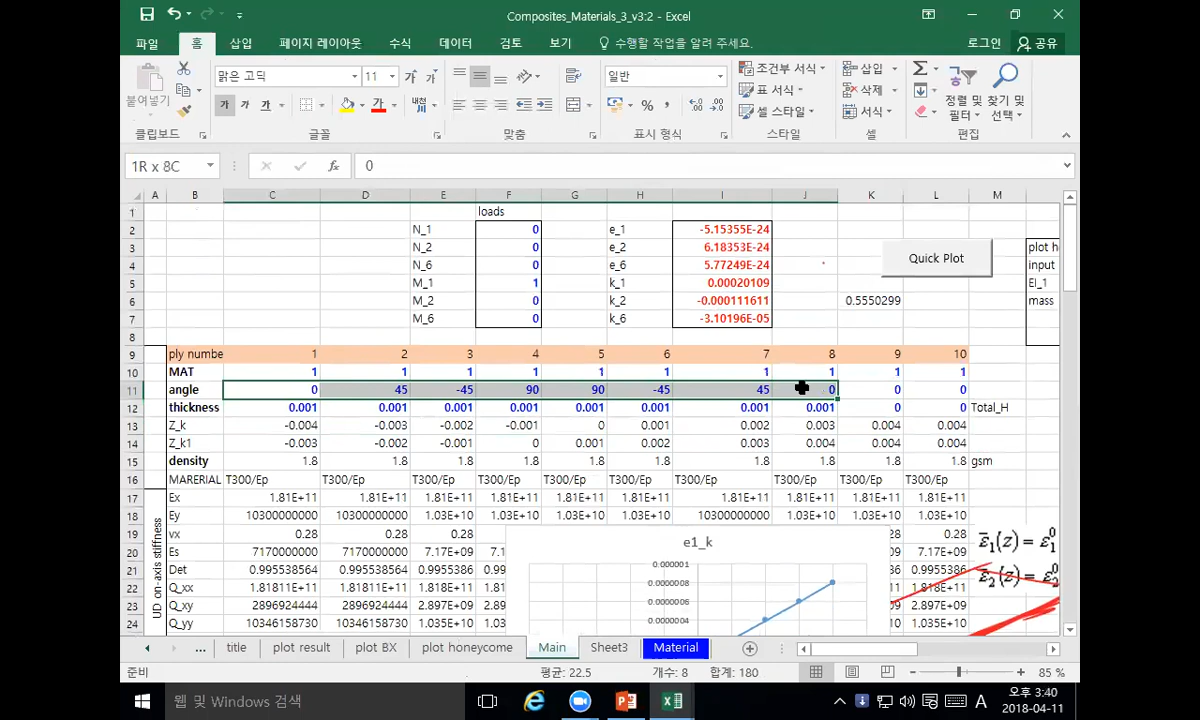 Composites_Materials_3_v3:2 - Excel
파일 홈 삽입 페이지 레이아웃 수식 데이터 검토 보기 수행할 작업을 알려 주세요. 로그인 공유
붙여넣기 맑은 고딕 11 가 가 일반 조건부 서식 표 서식 셀 스타일 삽입 삭제 서식 정렬 및 필터 찾기 및 선택
가 가 가 가 내천 %
클립보드 글꼴 맞춤 표시 형식 스타일 셀 편집
1R x 8C fx 0
A B C D E F G H I J K L M
1 loads
2 N_1 0 e_1 -5.15355E-24
3 N_2 0 e_2 6.18353E-24 plot h
4 N_6 0 e_6 5.77249E-24 Quick Plot input
5 M_1 1 k_1 0.00020109 EI_1
6 M_2 0 k_2 -0.000111611 0.5550299 mass
7 M_6 0 k_6 -3.10196E-05
8
9 ply numbe 1 2 3 4 5 6 7 8 9 10
10 MAT 1 1 1 1 1 1 1 1 1 1
11 angle 0 45 -45 90 90 -45 45 0 0 0
12 thickness 0.001 0.001 0.001 0.001 0.001 0.001 0.001 0.001 0 0 Total_H
13 Z_k -0.004 -0.003 -0.002 -0.001 0 0.001 0.002 0.003 0.004 0.004
14 Z_k1 -0.003 -0.002 -0.001 0 0.001 0.002 0.003 0.004 0.004 0.004
15 density 1.8 1.8 1.8 1.8 1.8 1.8 1.8 1.8 1.8 1.8 gsm
16 MARERIAL T300/Ep T300/Ep T300/Ep T300/Ep T300/Ep T300/Ep T300/Ep T300/Ep T300/Ep T300/Ep
17 Ex 1.81E+11 1.81E+11 1.81E+11 1.81E+11 1.81E+11 1.81E+11 1.81E+11 1.81E+11 1.81E+11 1.81E+11
18 Ey 10300000000 10300000000 1.03E+10 1.03E+10 1.03E+10 1.03E+10 10300000000 1.03E+10 1.03E+10 1.03E+10
19 vx 0.28 0.28 0.28 0.28
20 Es 7170000000 7170000000 7.17E+09 7.1 7.17E+09
21 Det 0.995538564 0.995538564 0.9955386 0.99 0.9955386
22 Q_xx 1.81811E+11 1.81811E+11 1.818E+11 1.81 1.818E+11
23 Q_xy 2896924444 2896924444 2.897E+09 2.89 2.897E+09
24 Q_yy 10346158730 10346158730 1.035E+10 1.03 1.035E+10
UD on-axis stiffness
e1_k
0.000001
0.0000008
0.0000006
0.0000004
ε̄₁(z) = ε₁⁰
ε̄₂(z) = ε₂⁰
... title plot result plot BX plot honeycome Main Sheet3 Material
준비 평균: 22.5 개수: 8 합계: 180 85 %
웹 및 Windows 검색 A 오후 3:40
2018-04-11